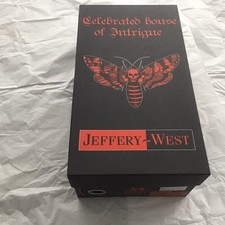 Celebrated house
of Intrigue
JEFFERY~WEST